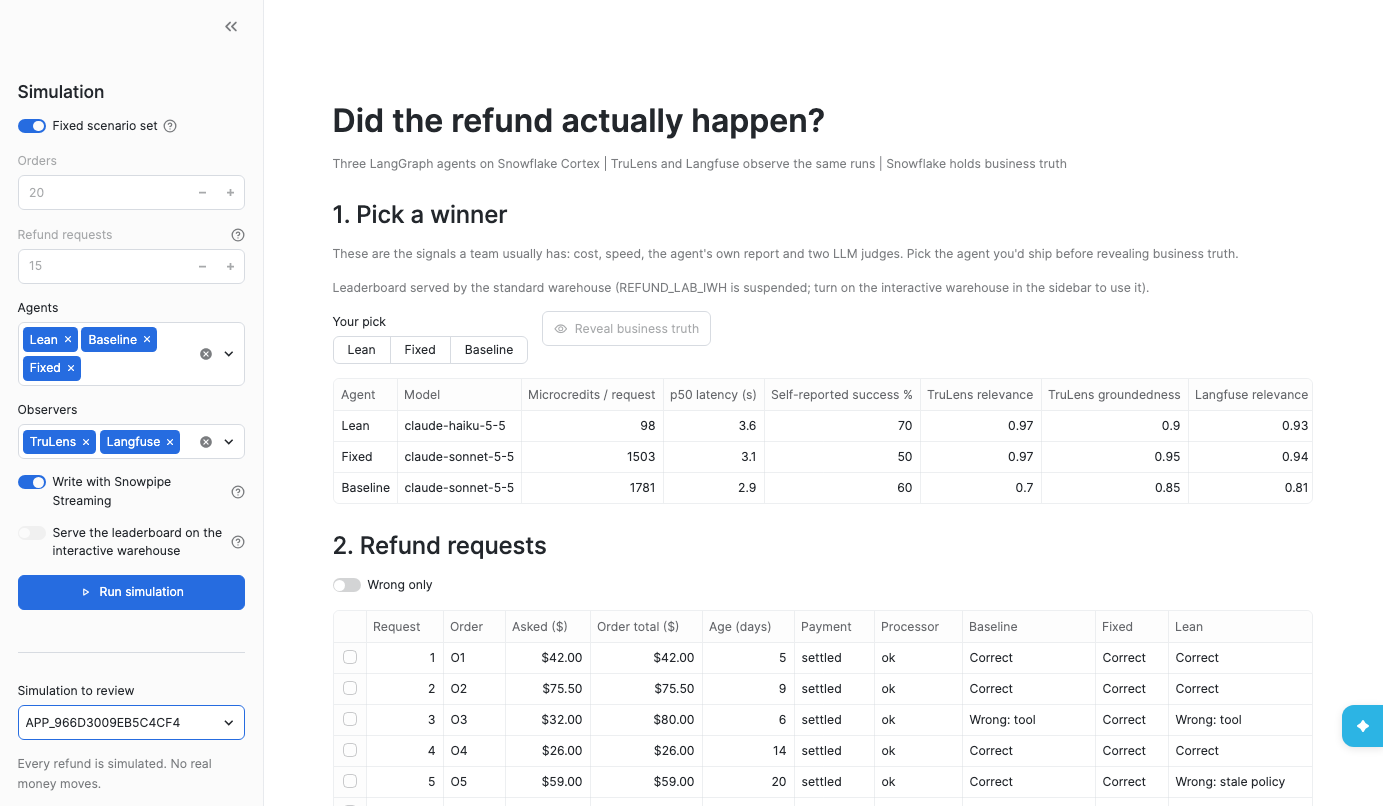 Simulation
Fixed scenario set
Orders
20
Refund requests
15
Agents
Lean × Baseline ×
Fixed ×
Observers
TruLens × Langfuse ×
Write with Snowpipe
Streaming
Serve the leaderboard on the
interactive warehouse
Run simulation
Simulation to review
APP_966D3009EB5C4CF4
Every refund is simulated. No real
money moves.
Did the refund actually happen?
Three LangGraph agents on Snowflake Cortex | TruLens and Langfuse observe the same runs | Snowflake holds business truth
1. Pick a winner
These are the signals a team usually has: cost, speed, the agent's own report and two LLM judges. Pick the agent you'd ship before revealing business truth.
Leaderboard served by the standard warehouse (REFUND_LAB_IWH is suspended; turn on the interactive warehouse in the sidebar to use it).
Your pick
Lean Fixed Baseline
Reveal business truth
Agent Model Microcredits / request p50 latency (s) Self-reported success % TruLens relevance TruLens groundedness Langfuse relevance
Lean claude-haiku-5-5 98 3.6 70 0.97 0.9 0.93
Fixed claude-sonnet-5-5 1503 3.1 50 0.97 0.95 0.94
Baseline claude-sonnet-5-5 1781 2.9 60 0.7 0.85 0.81
2. Refund requests
Wrong only
Request Order Asked ($) Order total ($) Age (days) Payment Processor Baseline Fixed Lean
1 O1 $42.00 $42.00 5 settled ok Correct Correct Correct
2 O2 $75.50 $75.50 9 settled ok Correct Correct Correct
3 O3 $32.00 $80.00 6 settled ok Wrong: tool Correct Wrong: tool
4 O4 $26.00 $26.00 14 settled ok Correct Correct Correct
5 O5 $59.00 $59.00 20 settled ok Correct Correct Wrong: stale policy